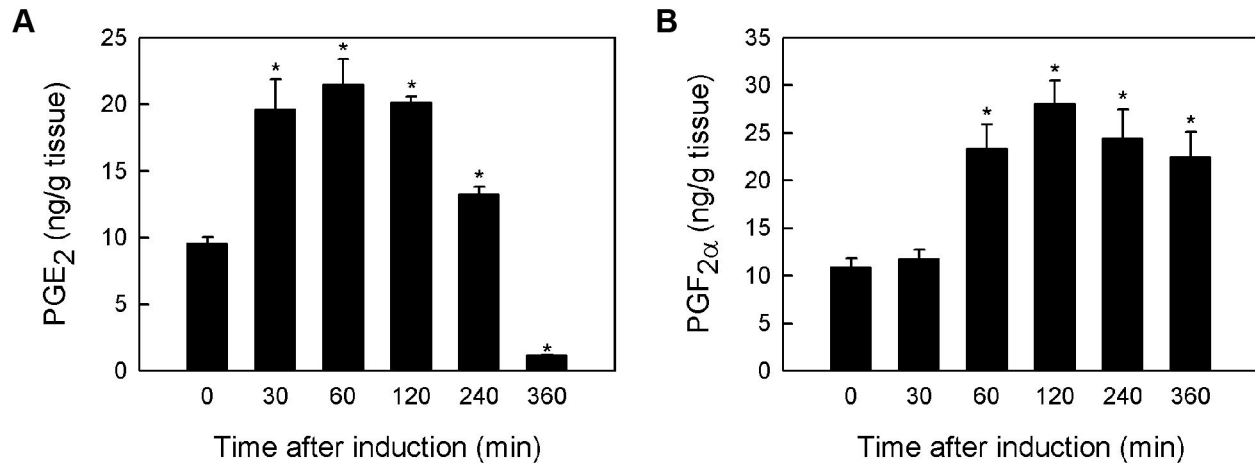 A
PGE2 (ng/g tissue)
25
20
15
10
5
0
* * * * *
0 30 60 120 240 360
Time after induction (min)
B
PGF2α (ng/g tissue)
35
30
25
20
15
10
5
0
* * * *
0 30 60 120 240 360
Time after induction (min)